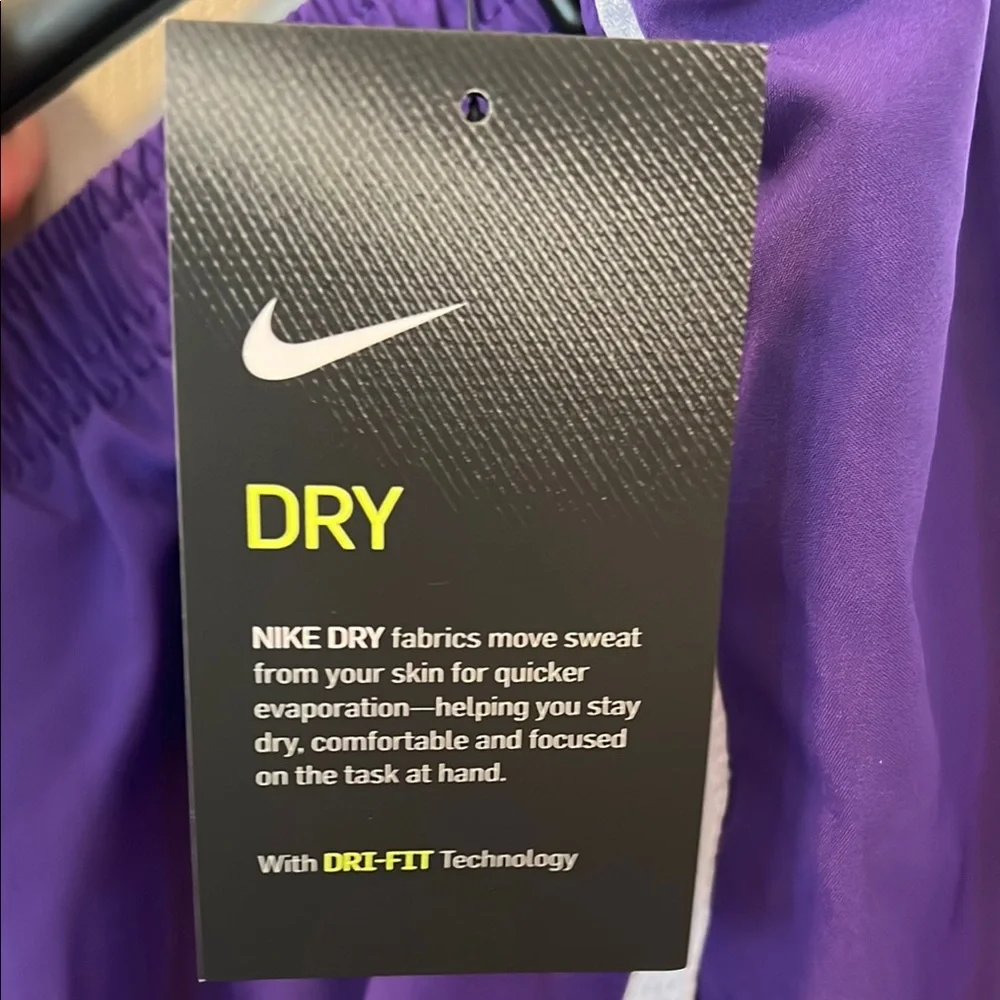 DRY
NIKE DRY fabrics move sweat
from your skin for quicker
evaporation—helping you stay
dry, comfortable and focused
on the task at hand.
With DRI-FIT Technology